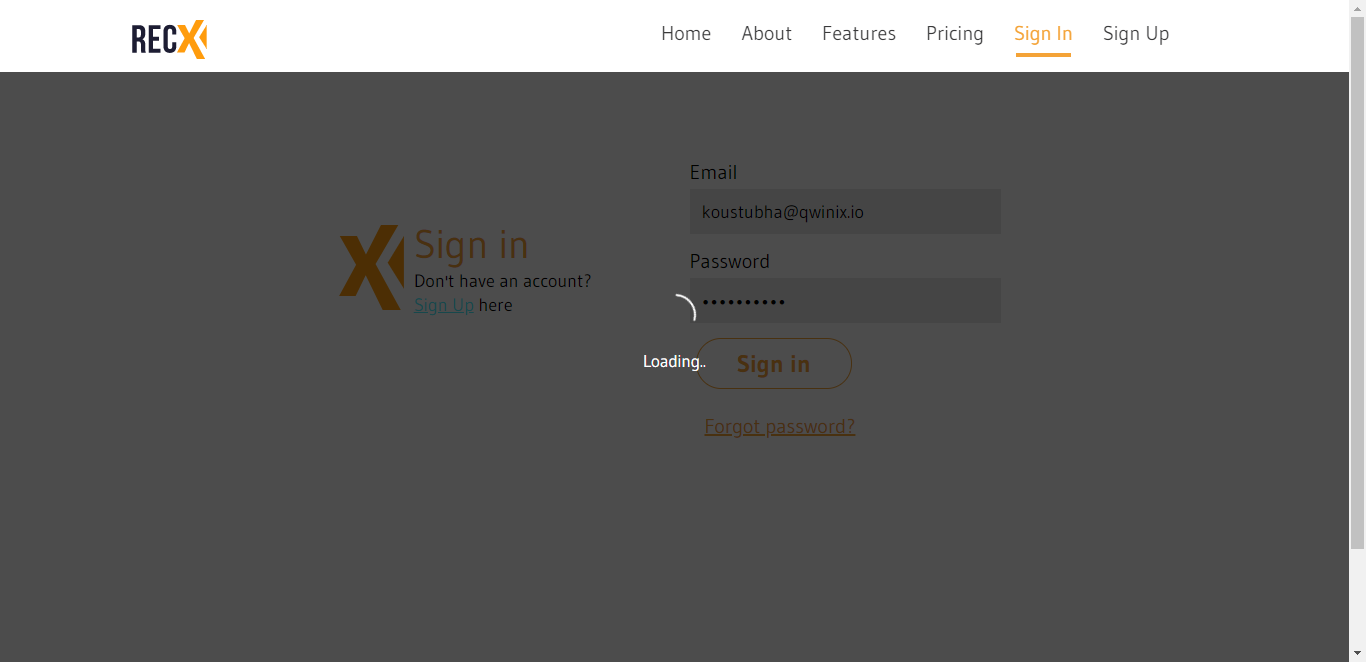 RECX
Home About Features Pricing Sign In Sign Up
Email
koustubha@qwinix.io
Sign in
Password
Don't have an account?
Sign Up here
••••••••••
Loading..
Sign in
Forgot password?